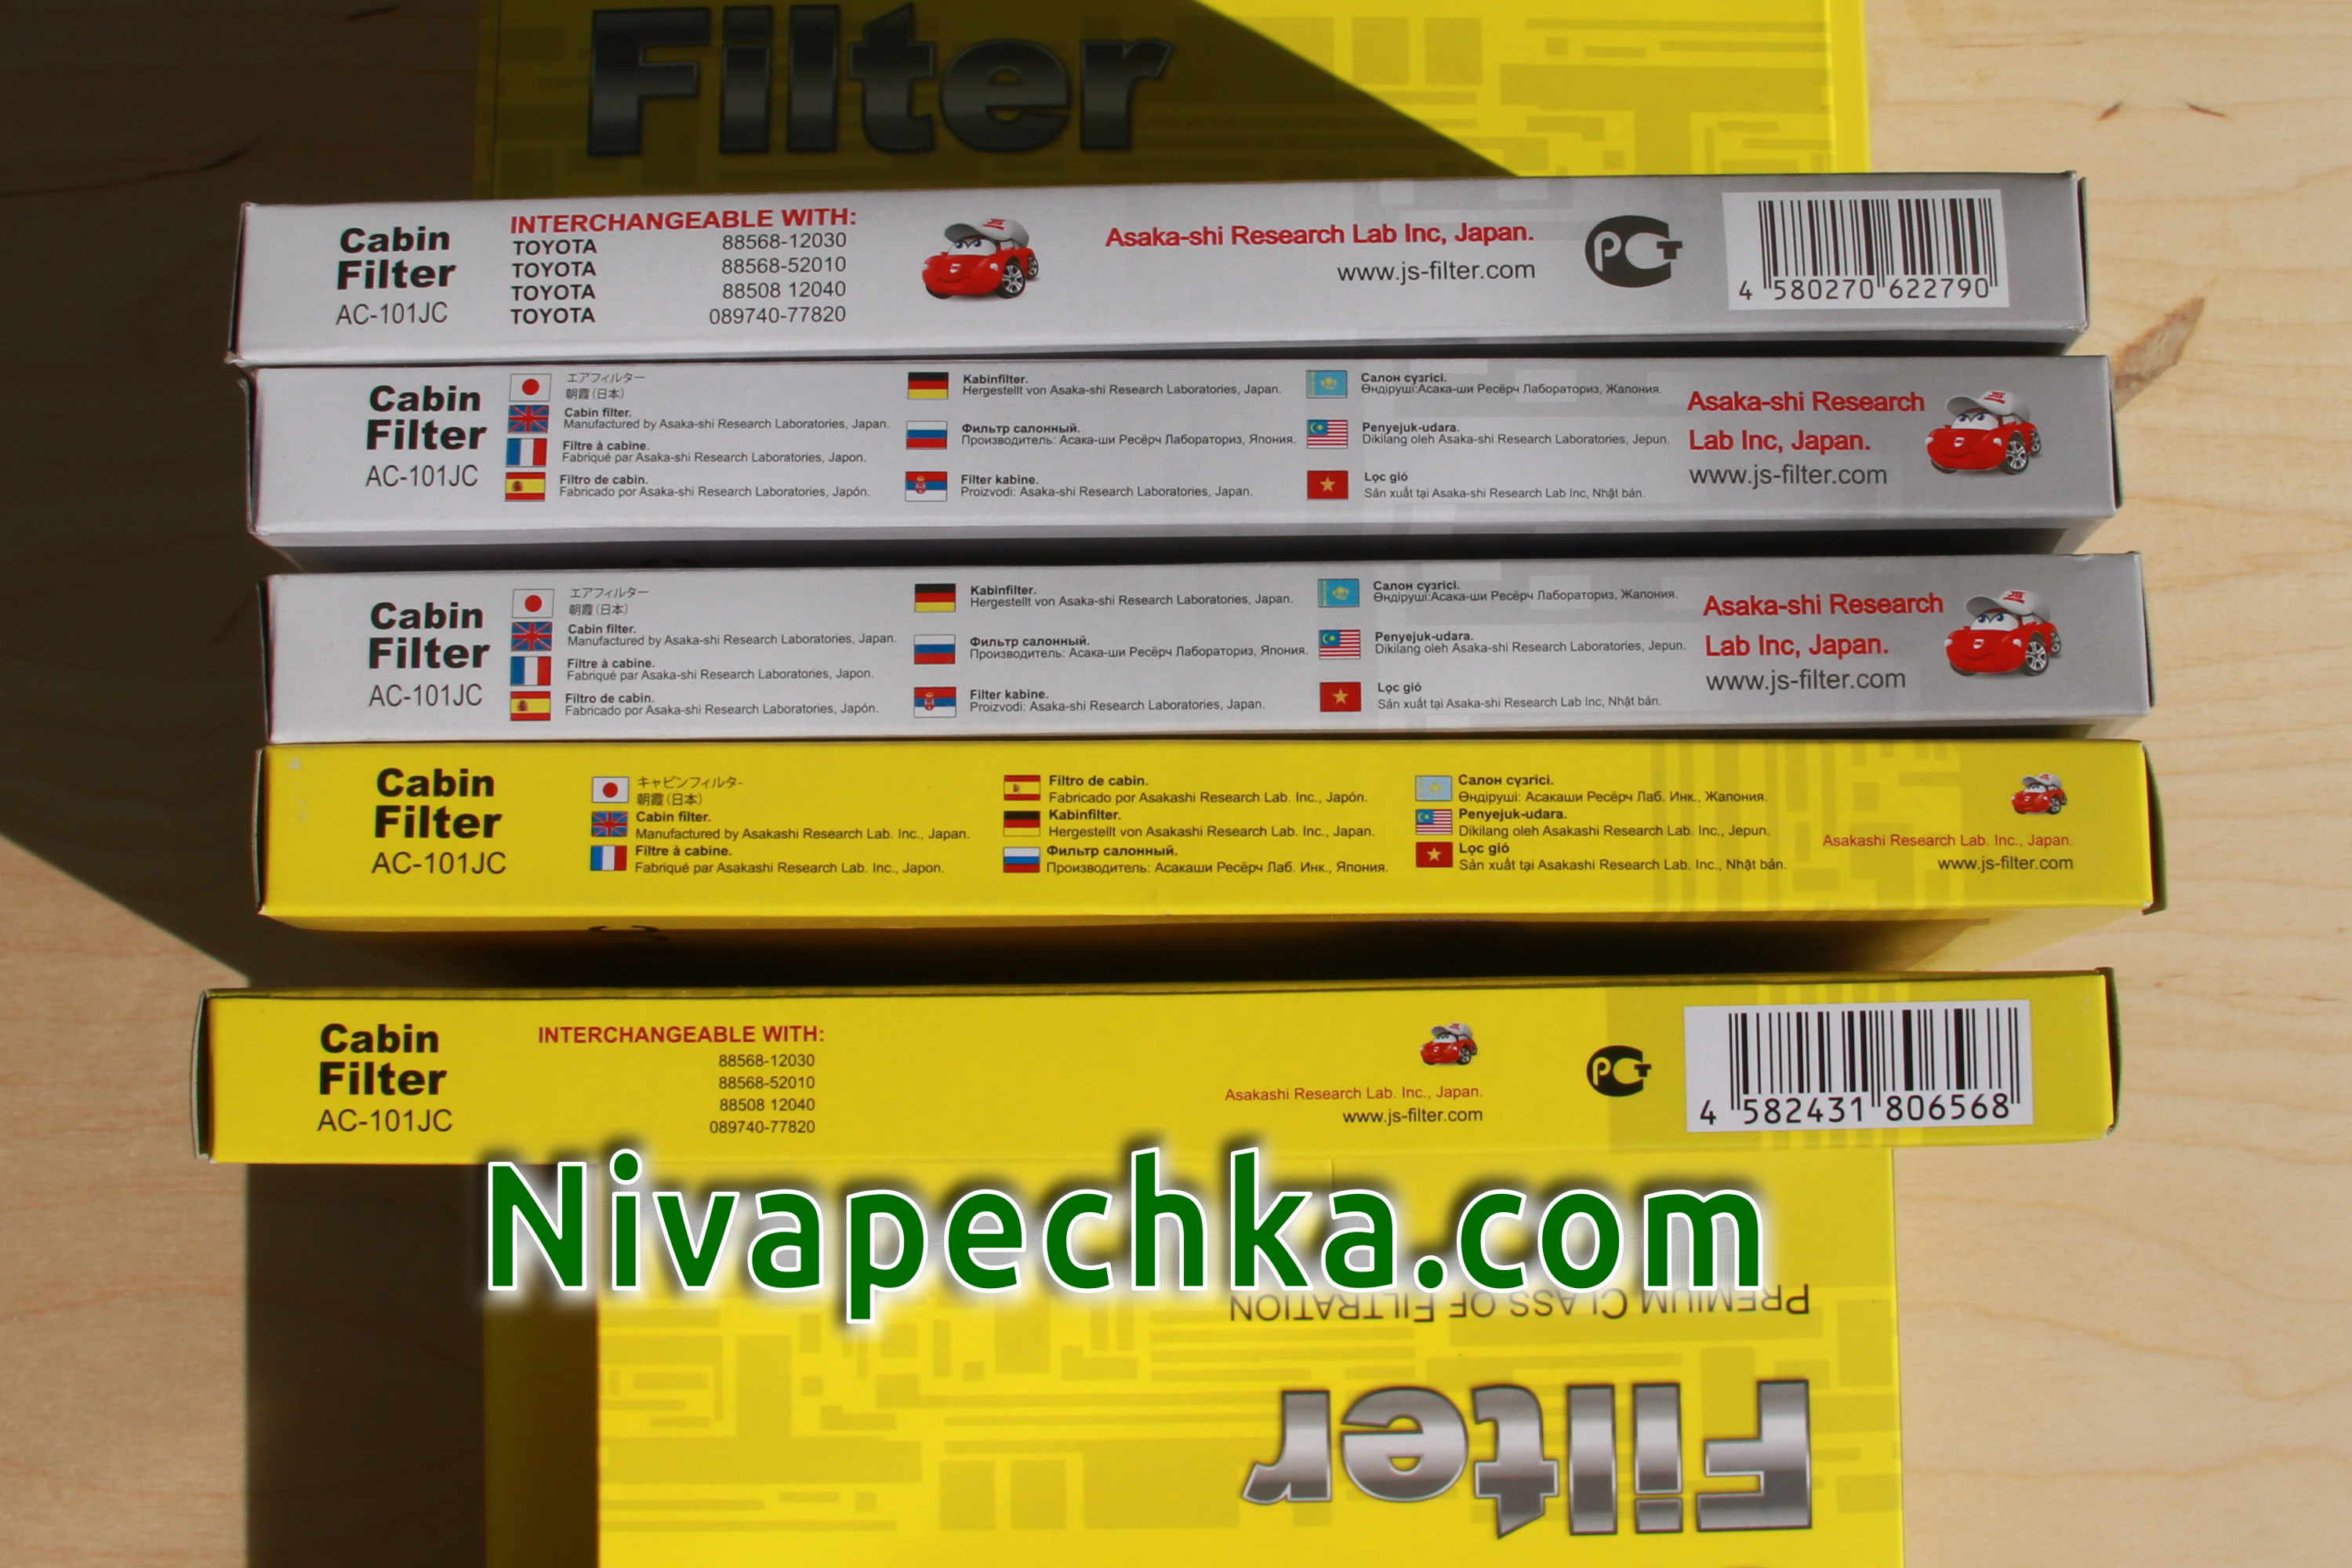 Filter
Cabin
Filter
AC-101JC
INTERCHANGEABLE WITH:
TOYOTA 88568-12030
TOYOTA 88568-52010
TOYOTA 88508 12040
TOYOTA 089740-77820
Asaka-shi Research Lab Inc, Japan.
www.js-filter.com
РСТ
4 580270 622790
Cabin
Filter
AC-101JC
エアフィルター
朝霞(日本)
Cabin filter.
Manufactured by Asaka-shi Research Laboratories, Japan.
Filtre à cabine.
Fabriqué par Asaka-shi Research Laboratories, Japon.
Filtro de cabin.
Fabricado por Asaka-shi Research Laboratories, Japón.
Kabinfilter.
Hergestellt von Asaka-shi Research Laboratories, Japan.
Фильтр салонный.
Производитель: Асака-ши Ресёрч Лабораториз, Япония.
Filter kabine.
Proizvodi: Asaka-shi Research Laboratories, Japan.
Салон сүзгісі.
Өндіруші:Асака-ши Ресёрч Лабораториз, Жапония.
Penyejuk-udara.
Dikilang oleh Asaka-shi Research Laboratories, Jepun.
Lọc gió
Sản xuất tại Asaka-shi Research Lab Inc, Nhật bản.
Asaka-shi Research
Lab Inc, Japan.
www.js-filter.com
Cabin
Filter
AC-101JC
エアフィルター
朝霞(日本)
Cabin filter.
Manufactured by Asaka-shi Research Laboratories, Japan.
Filtre à cabine.
Fabriqué par Asaka-shi Research Laboratories, Japon.
Filtro de cabin.
Fabricado por Asaka-shi Research Laboratories, Japón.
Kabinfilter.
Hergestellt von Asaka-shi Research Laboratories, Japan.
Фильтр салонный.
Производитель: Асака-ши Ресёрч Лабораториз, Япония.
Filter kabine.
Proizvodi: Asaka-shi Research Laboratories, Japan.
Салон сүзгісі.
Өндіруші:Асака-ши Ресёрч Лабораториз, Жапония.
Penyejuk-udara.
Dikilang oleh Asaka-shi Research Laboratories, Jepun.
Lọc gió
Sản xuất tại Asaka-shi Research Lab Inc, Nhật bản.
Asaka-shi Research
Lab Inc, Japan.
www.js-filter.com
Cabin
Filter
AC-101JC
キャビンフィルタ-
朝霞(日本)
Cabin filter.
Manufactured by Asakashi Research Lab. Inc., Japan.
Filtre à cabine.
Fabriqué par Asakashi Research Lab. Inc., Japon.
Filtro de cabin.
Fabricado por Asakashi Research Lab. Inc., Japón.
Kabinfilter.
Hergestellt von Asakashi Research Lab. Inc., Japan.
Фильтр салонный.
Производитель: Асакаши Ресёрч Лаб. Инк., Япония.
Салон сүзгісі.
Өндіруші: Асакаши Ресёрч Лаб. Инк., Жапония.
Penyejuk-udara.
Dikilang oleh Asakashi Research Lab. Inc., Jepun.
Lọc gió
Sản xuất tại Asakashi Research Lab. Inc., Nhật bản.
Asakashi Research Lab. Inc., Japan.
www.js-filter.com
Cabin
Filter
AC-101JC
INTERCHANGEABLE WITH:
88568-12030
88568-52010
88508 12040
089740-77820
Asakashi Research Lab. Inc., Japan.
www.js-filter.com
РСТ
4 582431 806568
Nivapechka.com
PREMIUM CLASS OF FILTRATION
Filter